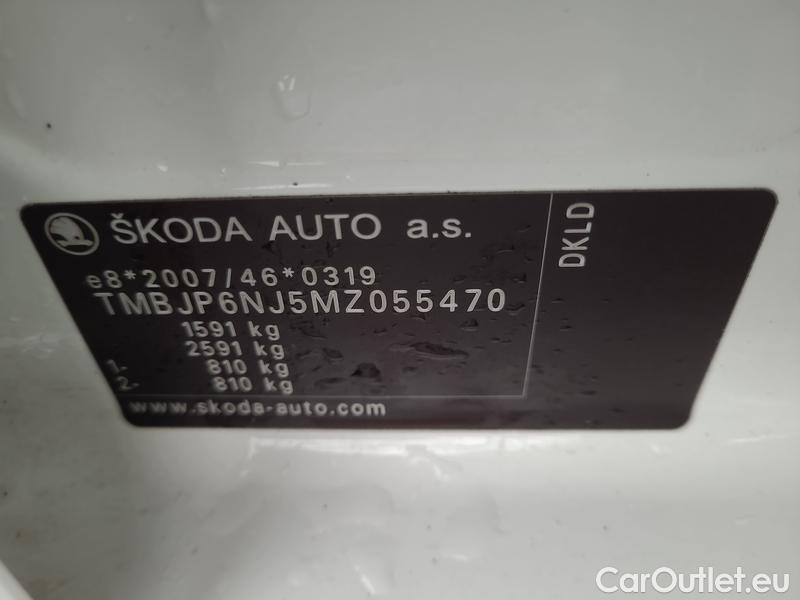 ŠKODA AUTO a.s.
e8*2007/46*0319
TMBJP6NJ5MZ055470
1591 kg
2591 kg
1- 810 kg
2- 810 kg
www.skoda-auto.com
DKLD
CarOutlet.eu